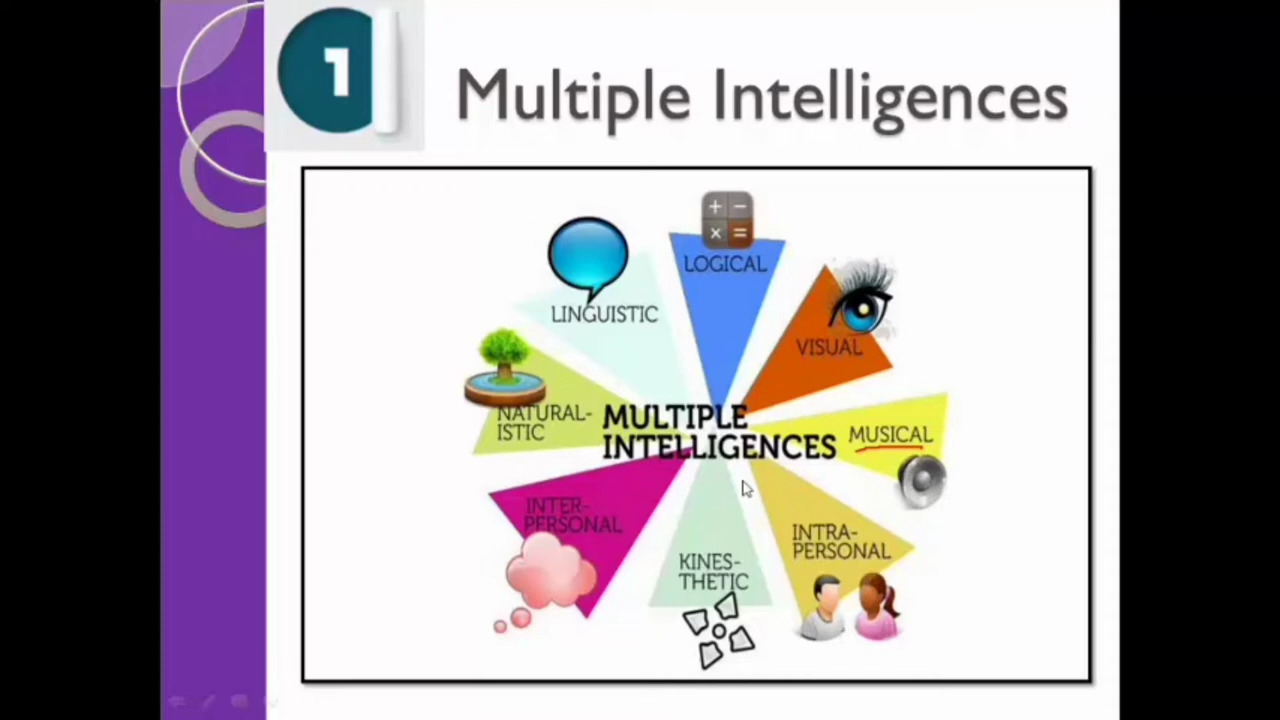 1
Multiple Intelligences
+ −
× =
LOGICAL
LINGUISTIC
VISUAL
NATURAL-
ISTIC
MULTIPLE
INTELLIGENCES
MUSICAL
INTER-
PERSONAL
INTRA-
PERSONAL
KINES-
THETIC